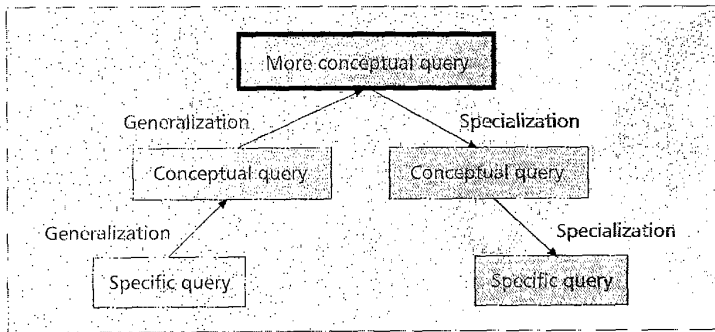 More conceptual query
Generalization
Specialization
Conceptual query
Conceptual query
Generalization
Specialization
Specific query
Specific query